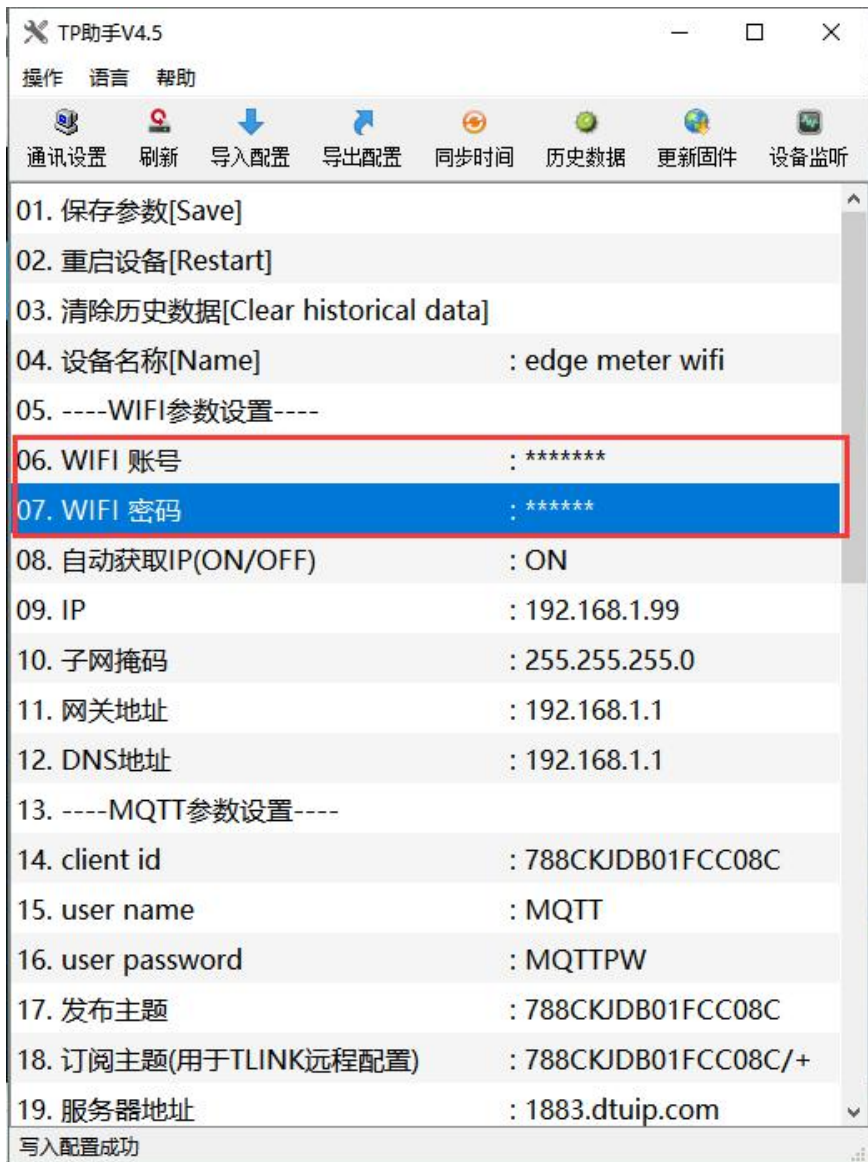 TP助手V4.5
操作 语言 帮助
通讯设置 刷新 导入配置 导出配置 同步时间 历史数据 更新固件 设备监听
01. 保存参数[Save]
02. 重启设备[Restart]
03. 清除历史数据[Clear historical data]
04. 设备名称[Name] : edge meter wifi
05. ----WIFI参数设置----
06. WIFI 账号 : *******
07. WIFI 密码 : ******
08. 自动获取IP(ON/OFF) : ON
09. IP : 192.168.1.99
10. 子网掩码 : 255.255.255.0
11. 网关地址 : 192.168.1.1
12. DNS地址 : 192.168.1.1
13. ----MQTT参数设置----
14. client id : 788CKJDB01FCC08C
15. user name : MQTT
16. user password : MQTTPW
17. 发布主题 : 788CKJDB01FCC08C
18. 订阅主题(用于TLINK远程配置) : 788CKJDB01FCC08C/+
19. 服务器地址 : 1883.dtuip.com
写入配置成功